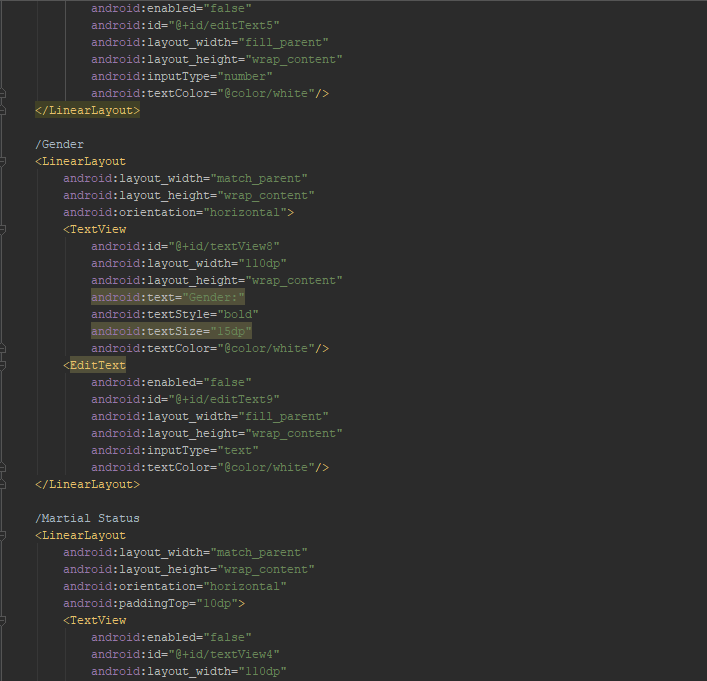 android:enabled="false"
android:id="@+id/editText5"
android:layout_width="fill_parent"
android:layout_height="wrap_content"
android:inputType="number"
android:textColor="@color/white"/>
</LinearLayout>
/Gender
<LinearLayout
android:layout_width="match_parent"
android:layout_height="wrap_content"
android:orientation="horizontal">
<TextView
android:id="@+id/textView8"
android:layout_width="110dp"
android:layout_height="wrap_content"
android:text="Gender:"
android:textStyle="bold"
android:textSize="15dp"
android:textColor="@color/white"/>
<EditText
android:enabled="false"
android:id="@+id/editText9"
android:layout_width="fill_parent"
android:layout_height="wrap_content"
android:inputType="text"
android:textColor="@color/white"/>
</LinearLayout>
/Martial Status
<LinearLayout
android:layout_width="match_parent"
android:layout_height="wrap_content"
android:orientation="horizontal"
android:paddingTop="10dp">
<TextView
android:enabled="false"
android:id="@+id/textView4"
android:layout_width="110dp"